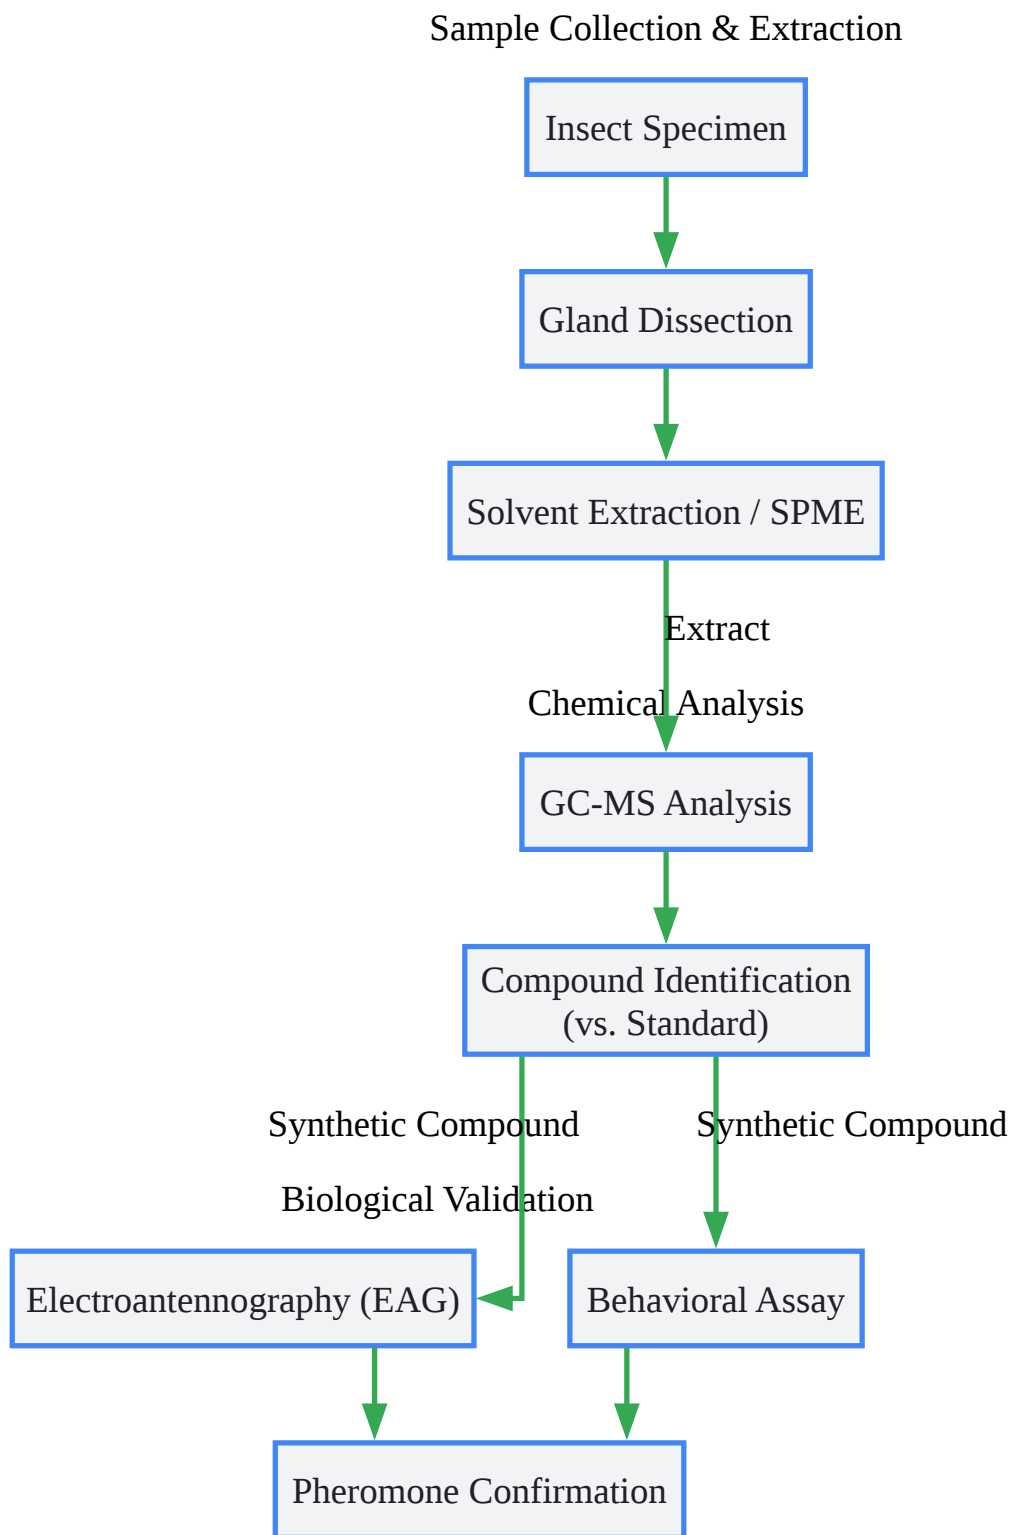 Sample Collection & Extraction
Insect Specimen
Gland Dissection
Solvent Extraction / SPME
Extract
Chemical Analysis
GC-MS Analysis
Compound Identification
(vs. Standard)
Synthetic Compound
Synthetic Compound
Biological Validation
Electroantennography (EAG)
Behavioral Assay
Pheromone Confirmation